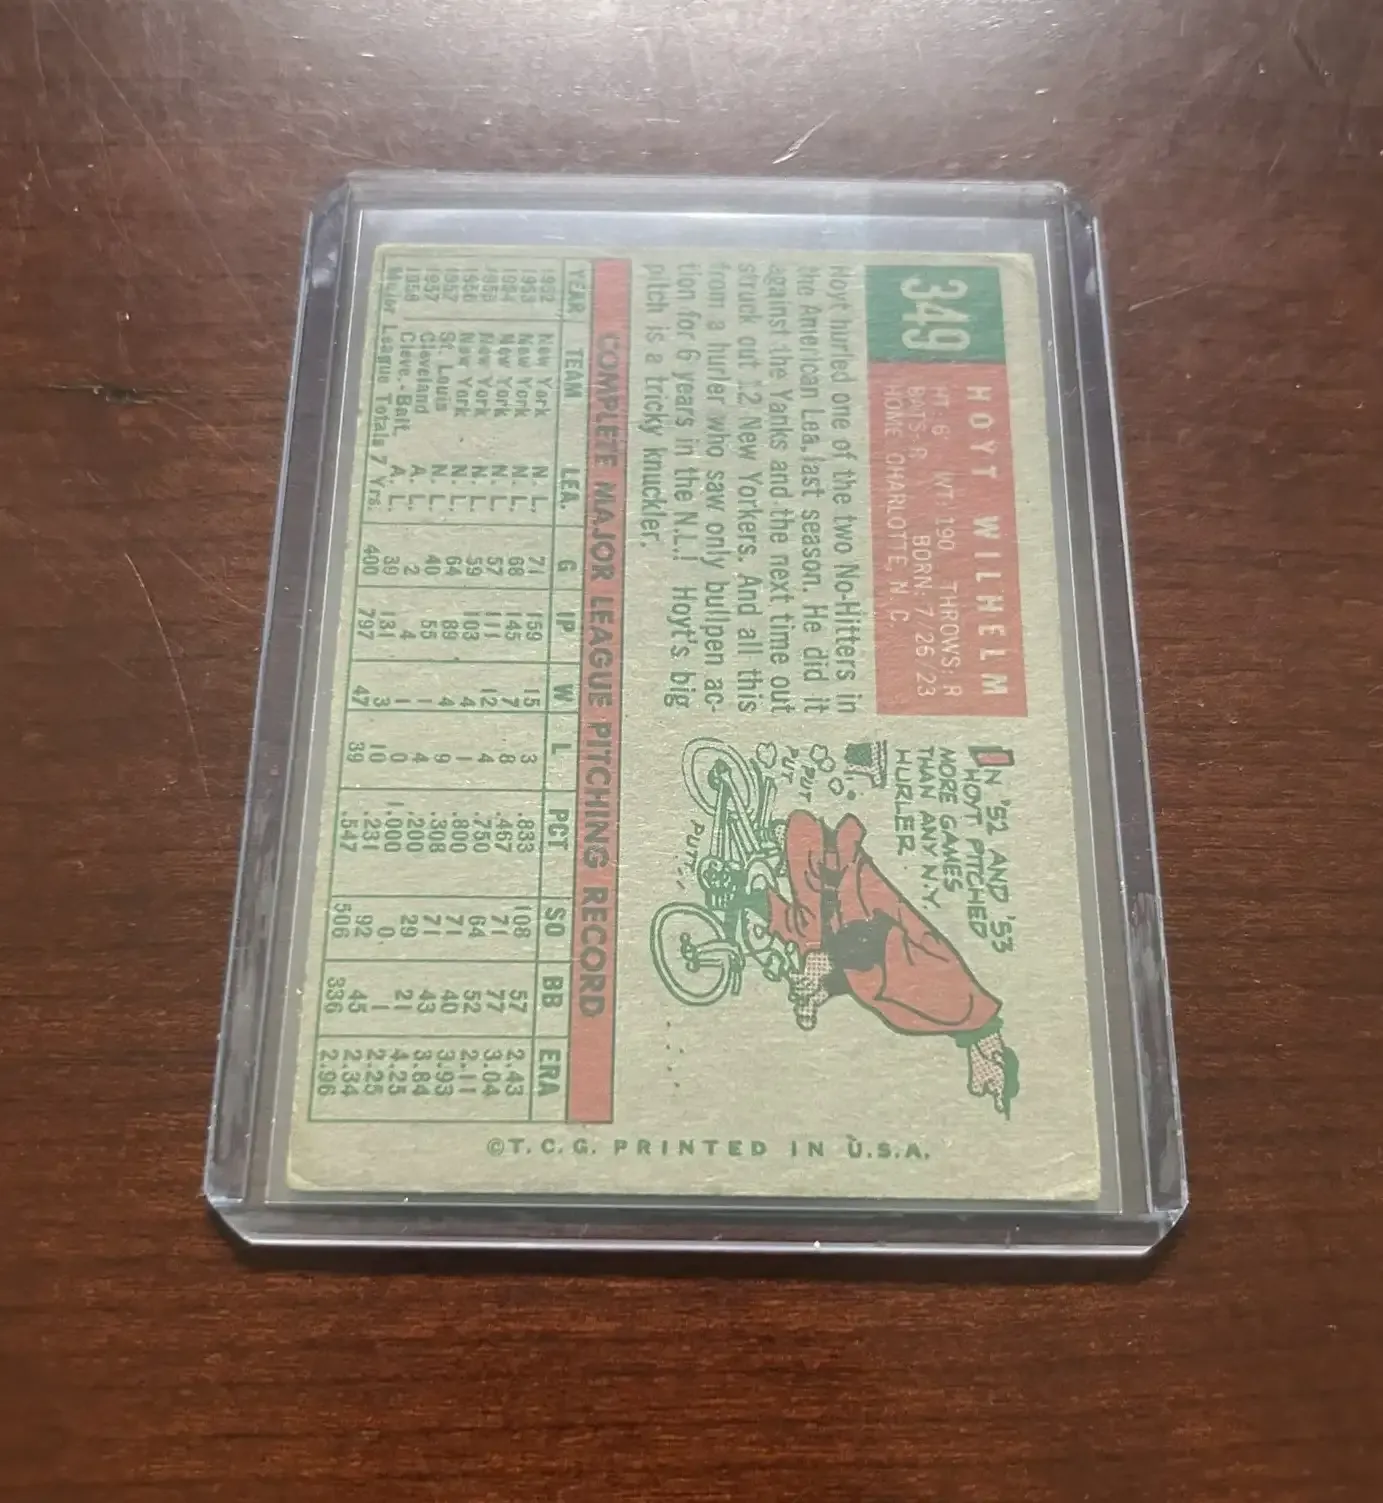 349
HOYT WILHELM
HT: 6' WT: 190 THROWS: R
BATS: R BORN: 7/26/23
HOME: CHARLOTTE, N. C.
Hoyt hurled one of the two No-Hitters in
the American Lea. last season. He did it
against the Yanks and the next time out
struck out 12 New Yorkers. And all this
from a hurler who saw only bullpen ac-
tion for 6 years in the N.L.! Hoyt's big
pitch is a tricky knuckler.
IN '52 AND '53
HOYT PITCHED
MORE GAMES
THAN ANY N.Y.
HURLER.
PUT
PUT
PUTT
COMPLETE MAJOR LEAGUE PITCHING RECORD
YEAR TEAM LEA. G IP W L PCT SO BB ERA
1952 New York N. L. 71 159 15 3 .833 108 57 2.43
1953 New York N. L. 68 145 7 8 .467 71 77 3.04
1954 New York N. L. 57 111 12 4 .750 64 52 2.11
1955 New York N. L. 59 103 4 1 .800 71 40 3.93
1956 New York N. L. 64 89 4 9 .308 71 43 3.84
1957 St. Louis N. L. 40 55 1 4 .200 29 21 4.25
1957 Cleveland A. L. 2 4 1 0 1.000 0 1 2.25
1958 Cleve.-Balt. A. L. 39 131 3 10 .231 92 45 2.34
Major League Totals 7 Yrs. 400 797 47 39 .547 506 336 2.96
©T. C. G. PRINTED IN U.S.A.